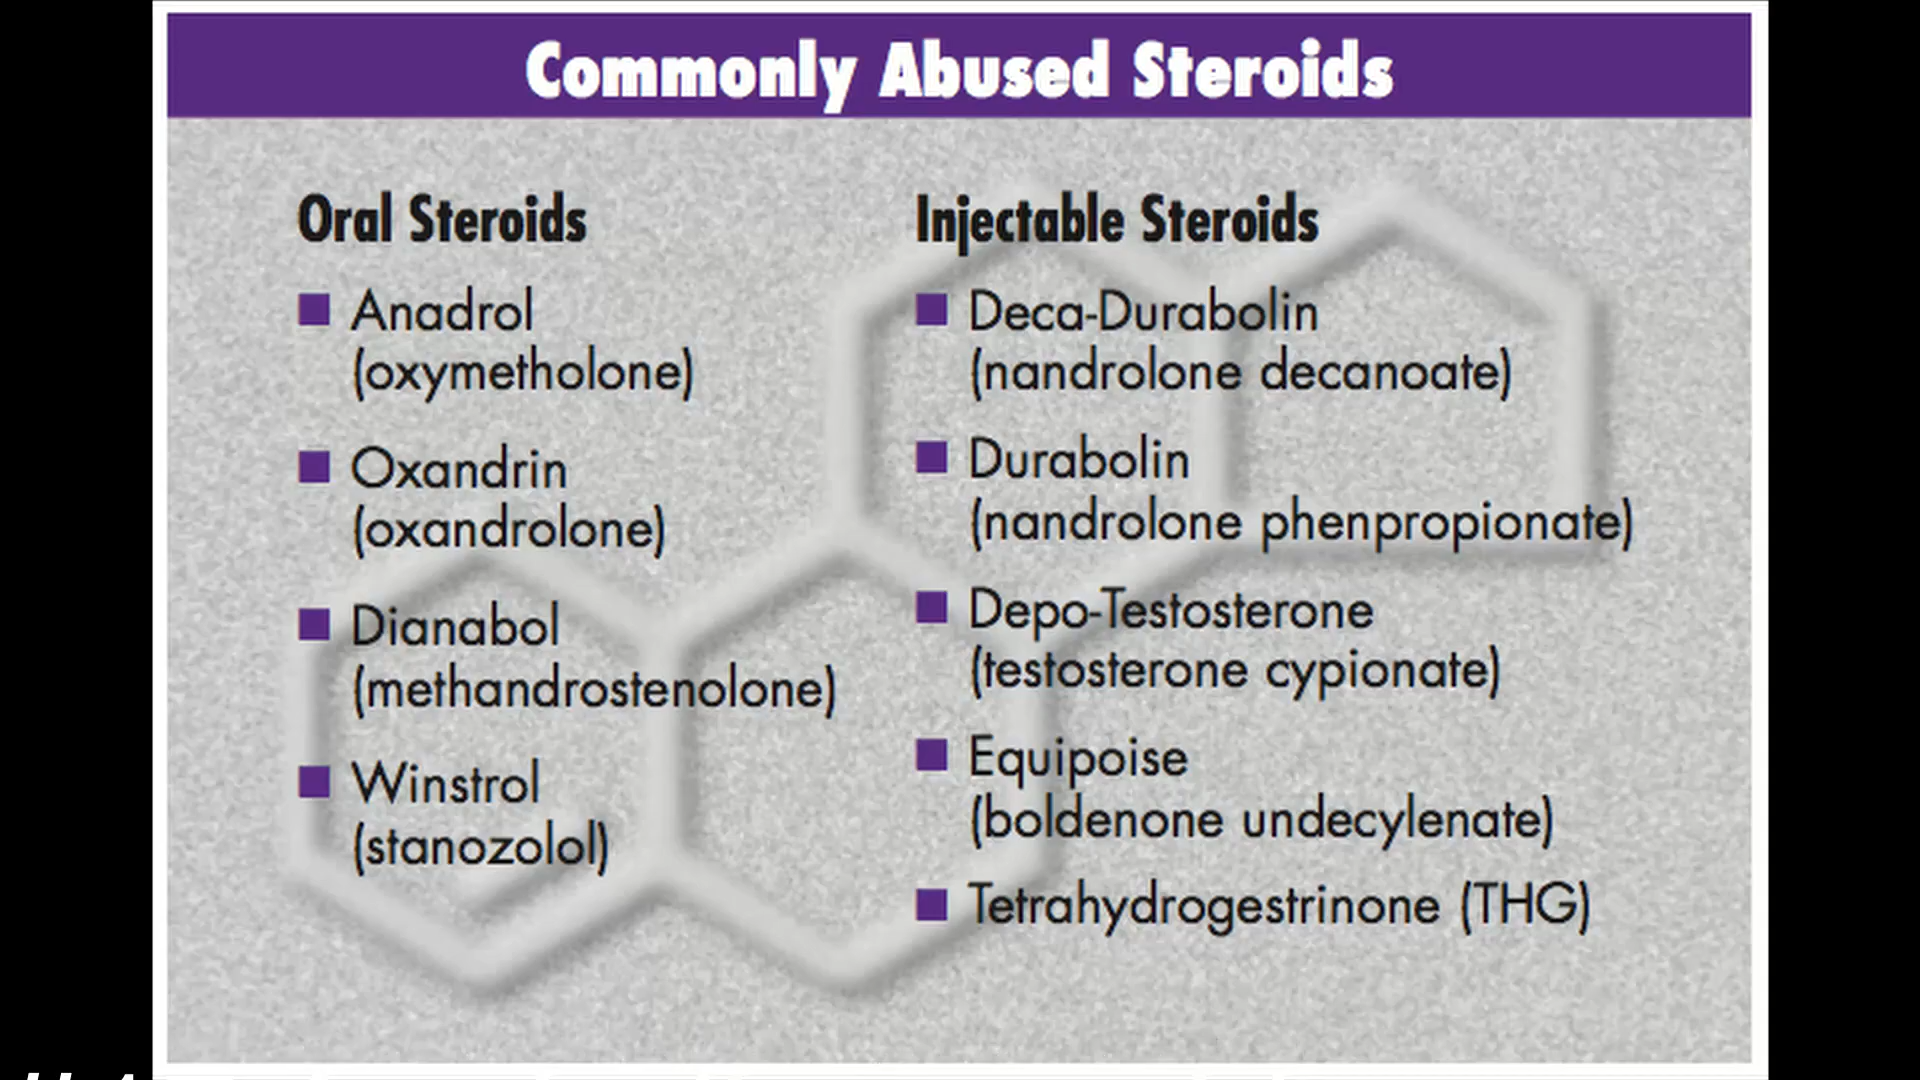 Commonly Abused Steroids
Oral Steroids
Anadrol
(oxymetholone)
Oxandrin
(oxandrolone)
Dianabol
(methandrostenolone)
Winstrol
(stanozolol)
Injectable Steroids
Deca-Durabolin
(nandrolone decanoate)
Durabolin
(nandrolone phenpropionate)
Depo-Testosterone
(testosterone cypionate)
Equipoise
(boldenone undecylenate)
Tetrahydrogestrinone (THG)